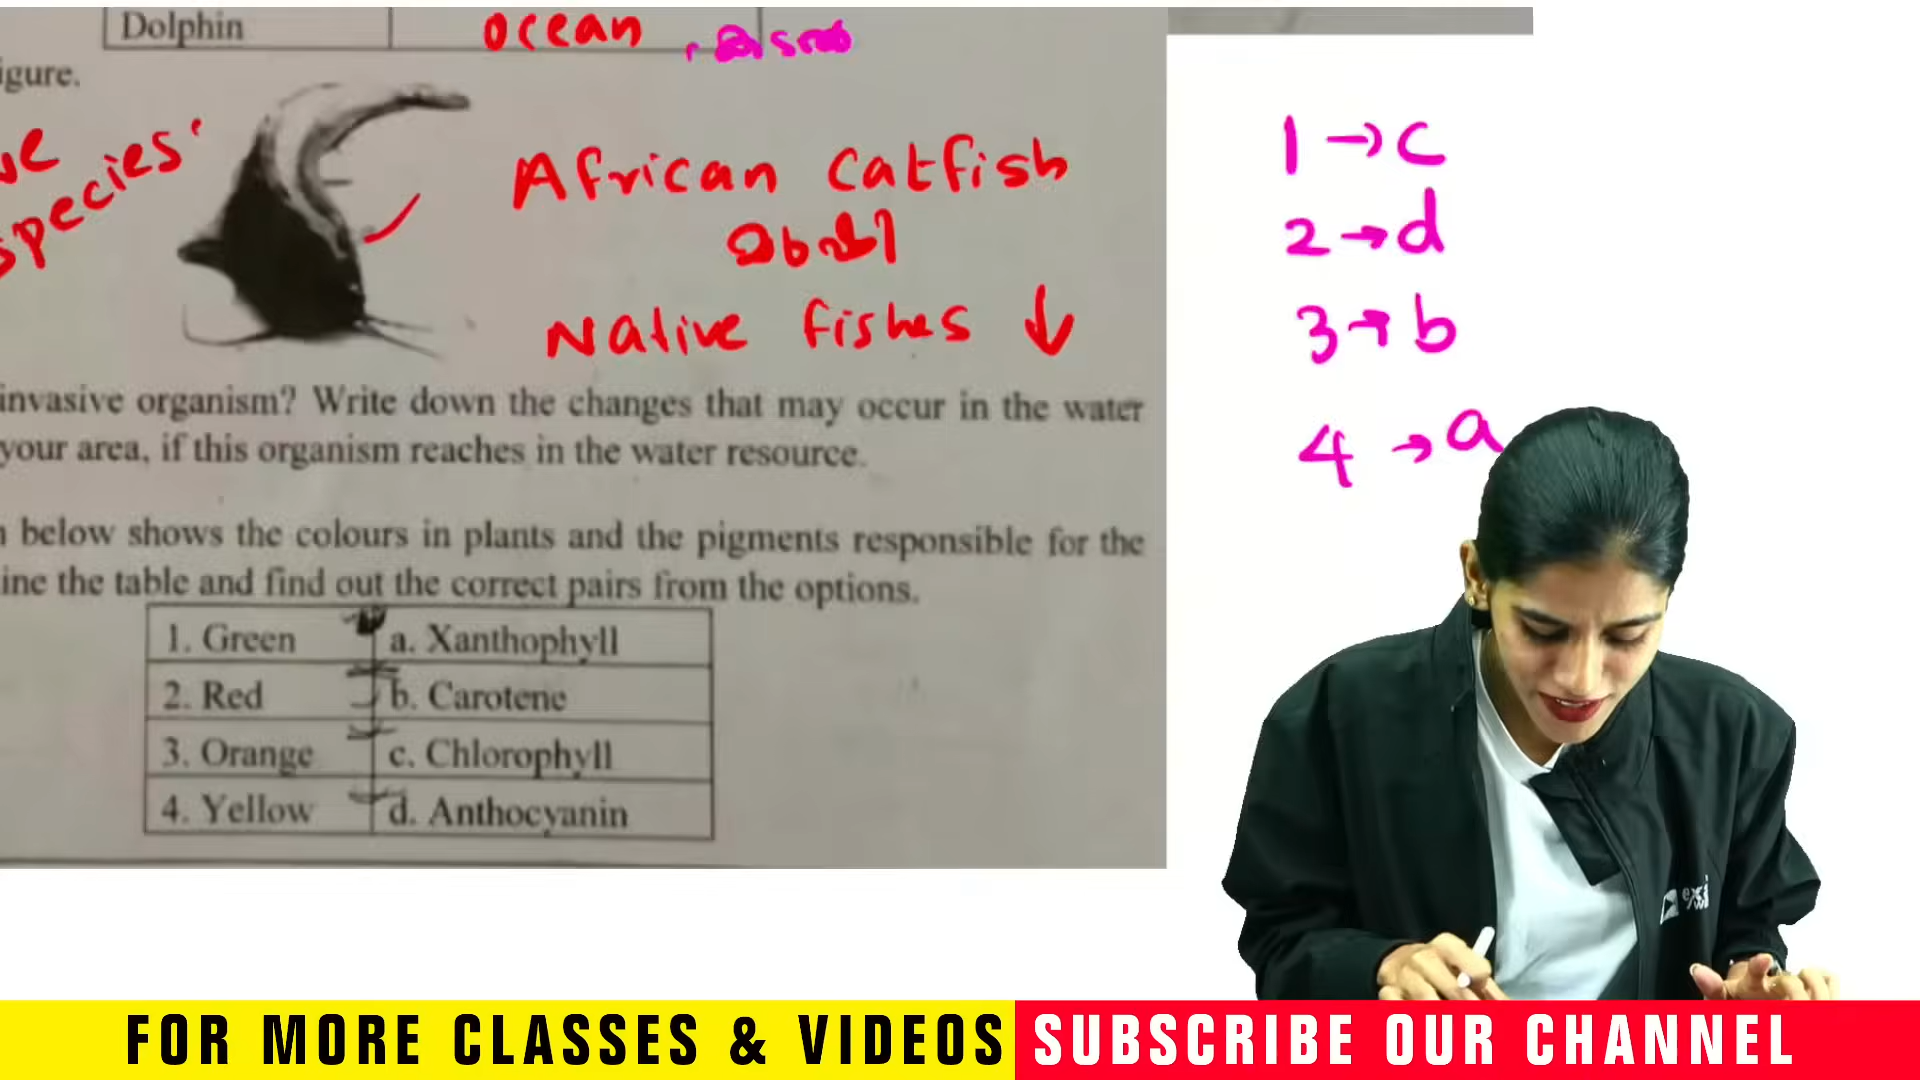 Dolphin
ocean
igure.
species
African catfish
Native fishes ↓
invasive organism? Write down the changes that may occur in the water
your area, if this organism reaches in the water resource.
below shows the colours in plants and the pigments responsible for the
ine the table and find out the correct pairs from the options.
1. Green a. Xanthophyll
2. Red b. Carotene
3. Orange c. Chlorophyll
4. Yellow d. Anthocyanin
1 → c
2 → d
3 → b
4 → a
FOR MORE CLASSES & VIDEOS SUBSCRIBE OUR CHANNEL